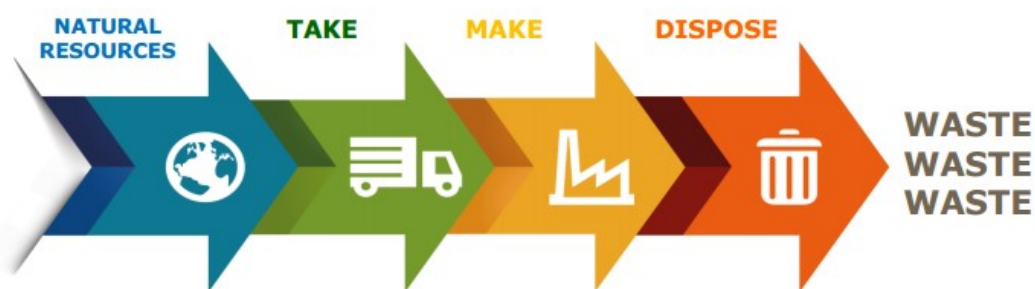 NATURAL
RESOURCES
TAKE
MAKE
DISPOSE
WASTE
WASTE
WASTE